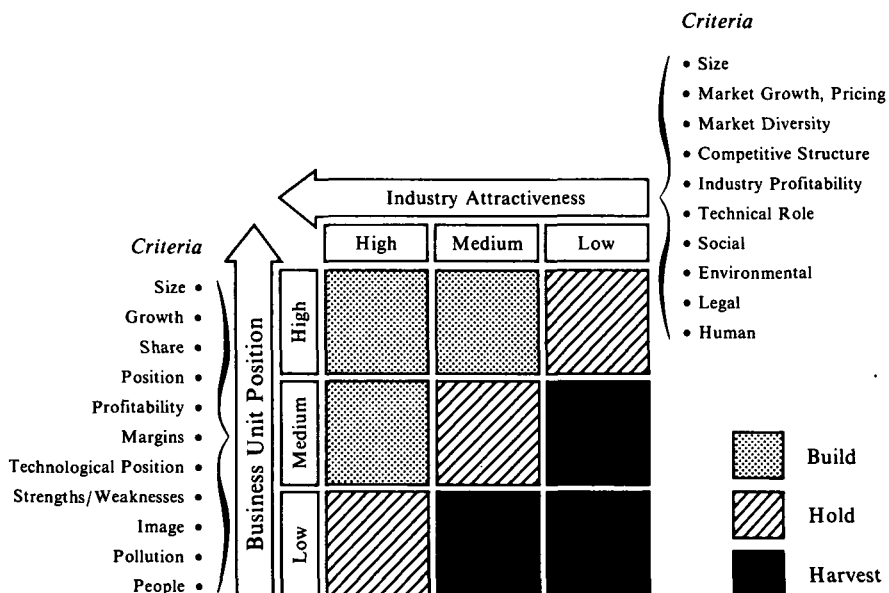 Criteria
• Size
• Market Growth, Pricing
• Market Diversity
• Competitive Structure
• Industry Profitability
• Technical Role
• Social
• Environmental
• Legal
• Human
Industry Attractiveness
High Medium Low
Criteria
Size •
Growth •
Share •
Position •
Profitability •
Margins •
Technological Position •
Strengths/Weaknesses •
Image •
Pollution •
People •
Business Unit Position
High
Medium
Low
Build
Hold
Harvest